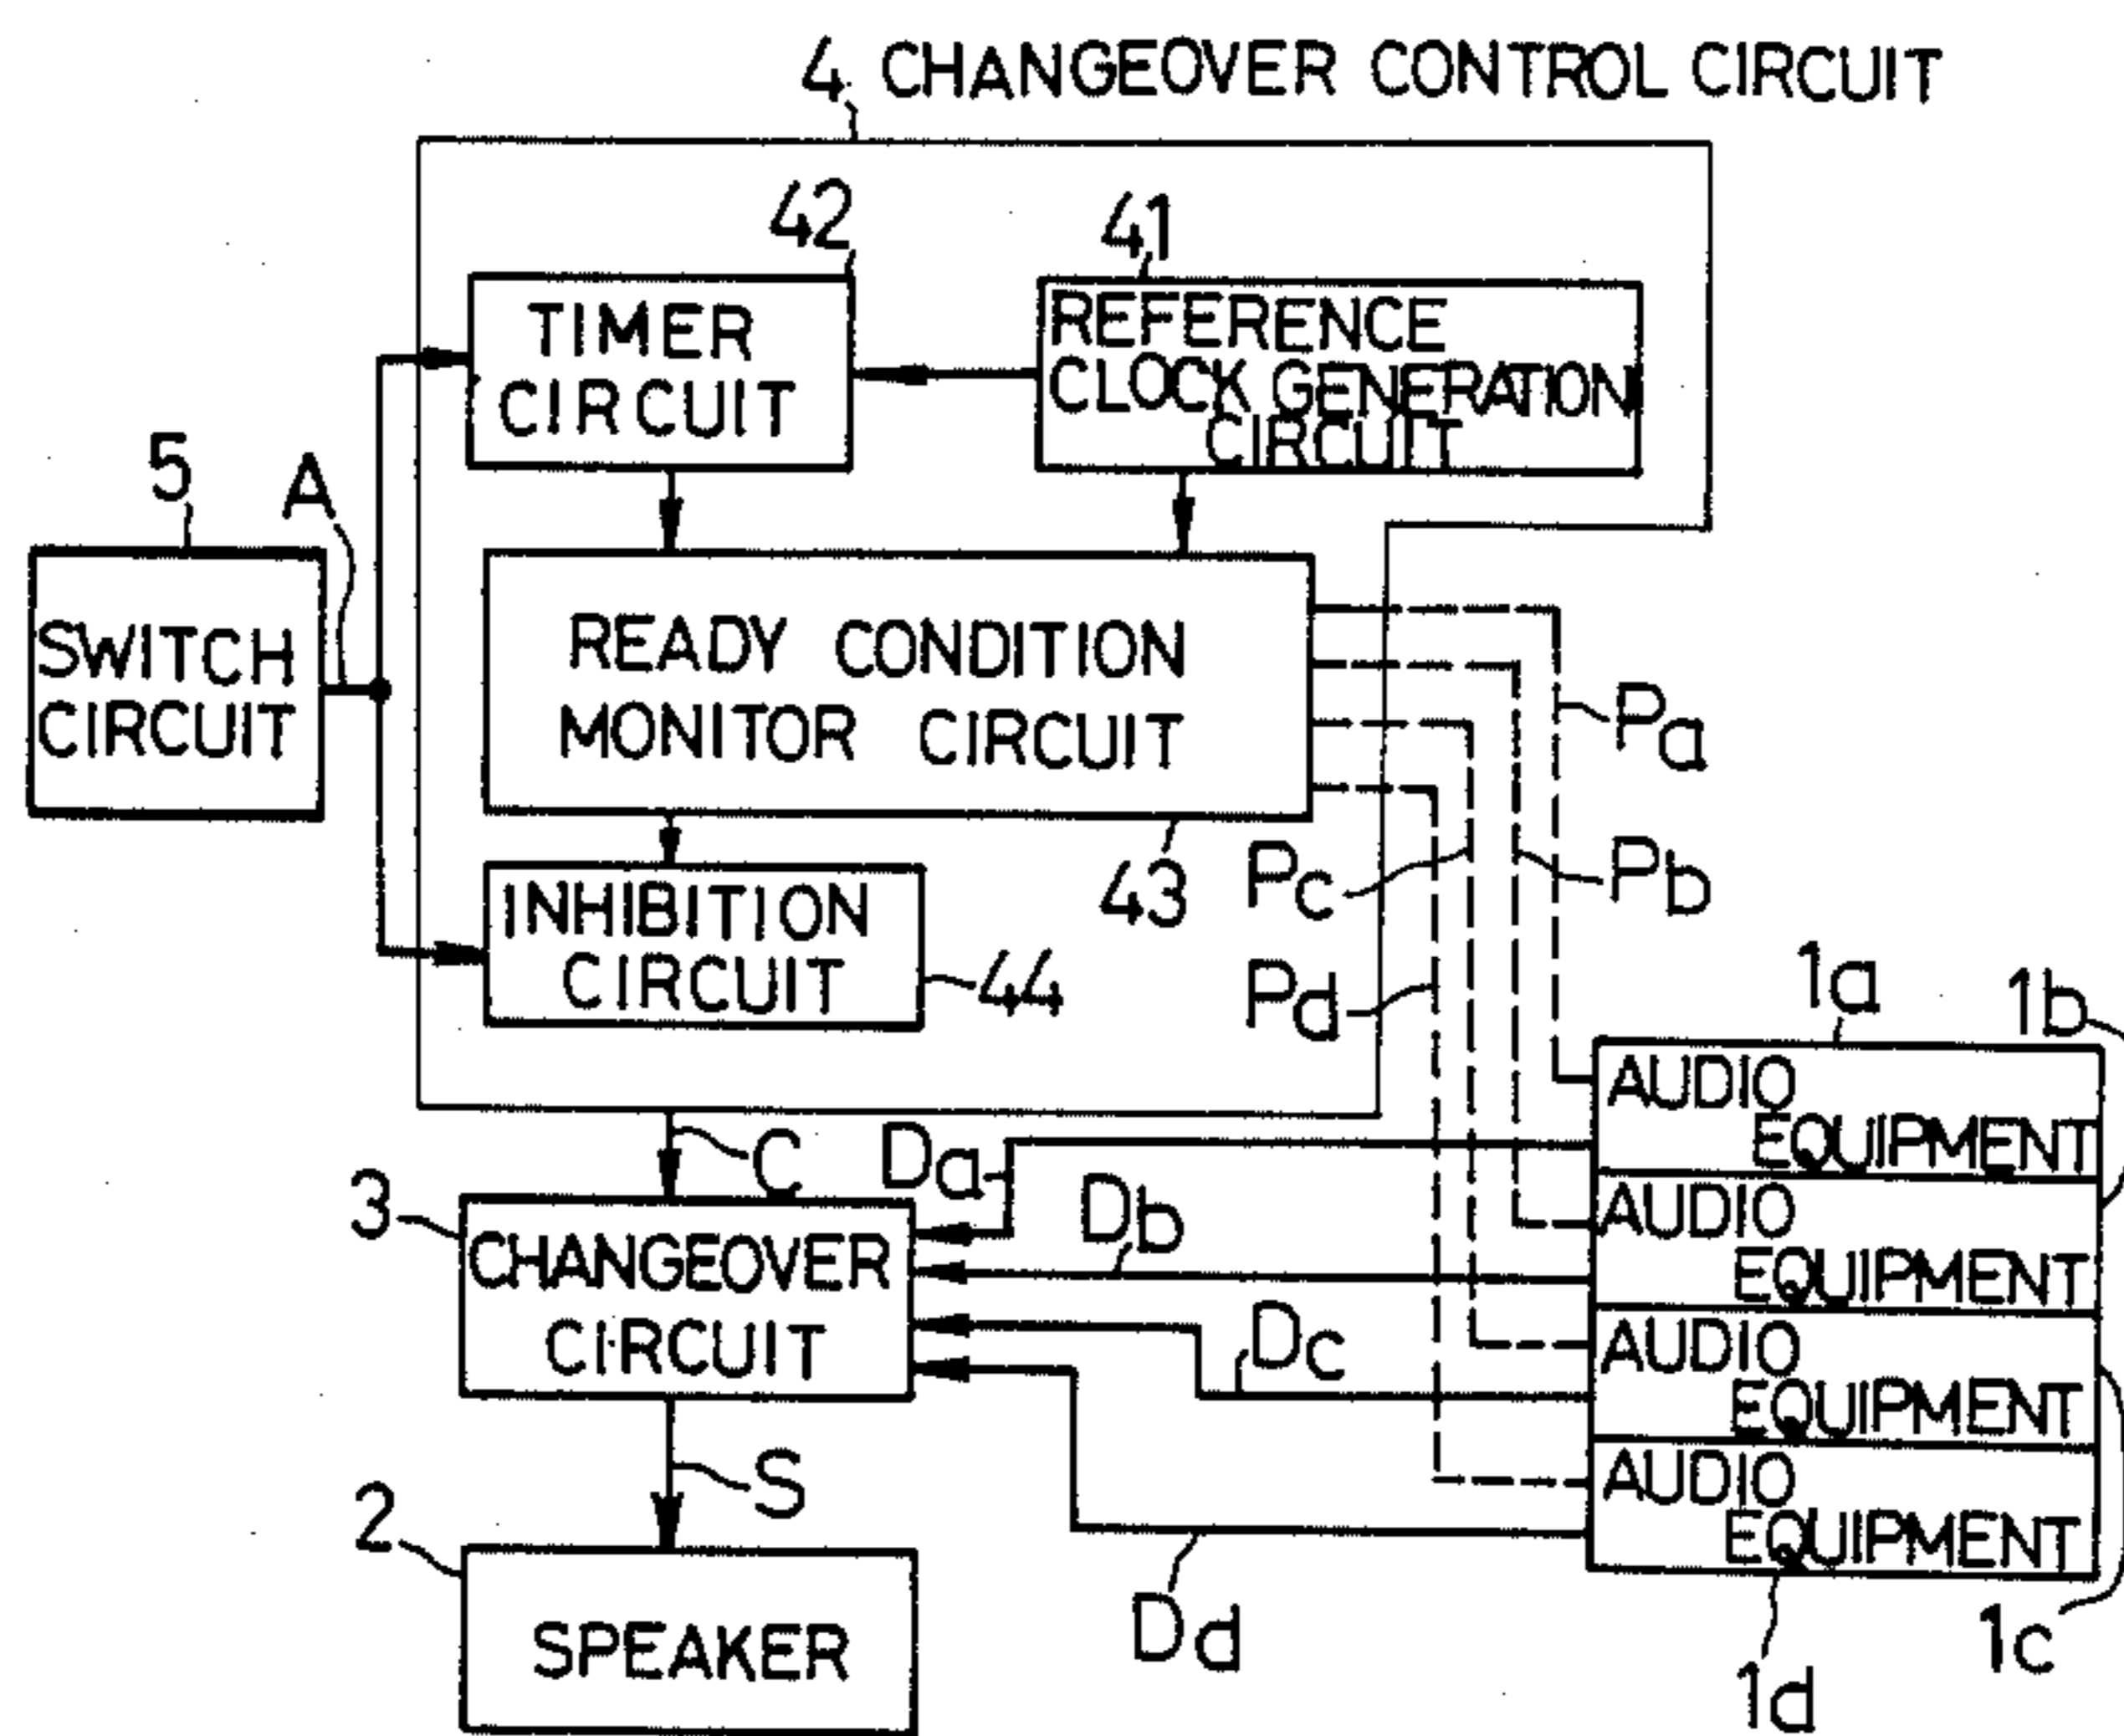 4 CHANGEOVER CONTROL CIRCUIT
42
41
TIMER
CIRCUIT
REFERENCE
CLOCK GENERATION
CIRCUIT
5
A
SWITCH
CIRCUIT
READY CONDITION
MONITOR CIRCUIT
Pa
Pc
Pb
43
INHIBITION
CIRCUIT
44
Pd
1a
1b
AUDIO
EQUIPMENT
C
Da
3
CHANGEOVER
CIRCUIT
Db
AUDIO
EQUIPMENT
Dc
AUDIO
EQUIPMENT
S
AUDIO
EQUIPMENT
2
SPEAKER
Dd
1d
1c